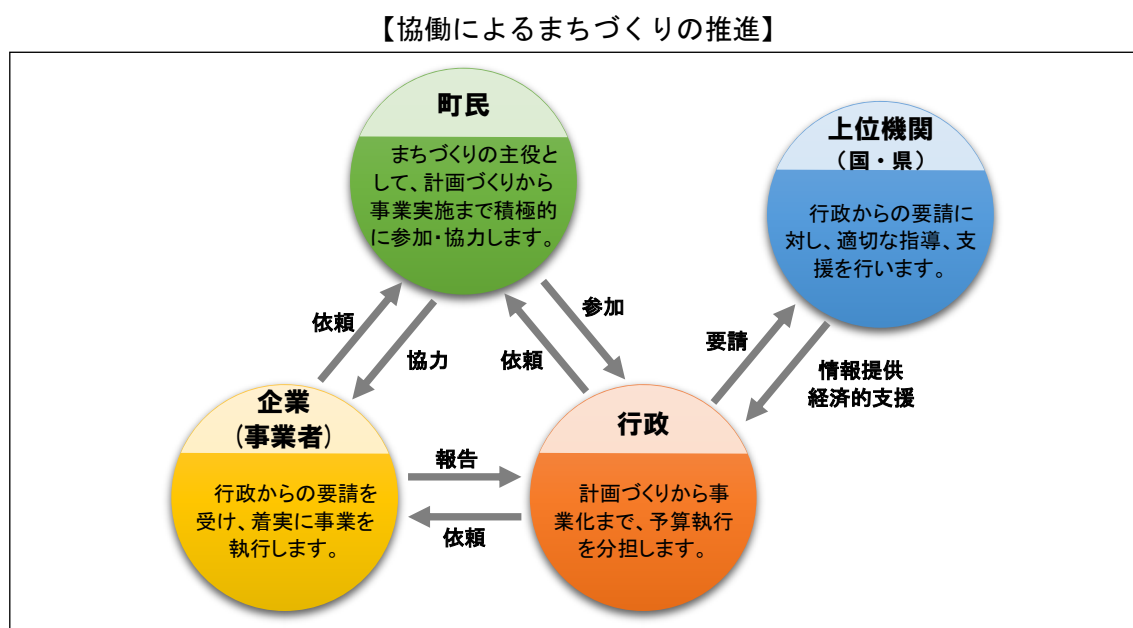 【協働によるまちづくりの推進】
町民
まちづくりの主役と
して、計画づくりから
事業実施まで積極的
に参加・協力します。
上位機関
（国・県）
行政からの要請に
対し、適切な指導、支
援を行います。
依頼
協力
参加
依頼
要請
情報提供
経済的支援
企業
(事業者)
行政からの要請を
受け、着実に事業を
執行します。
報告
依頼
行政
計画づくりから事
業化まで、予算執行
を分担します。